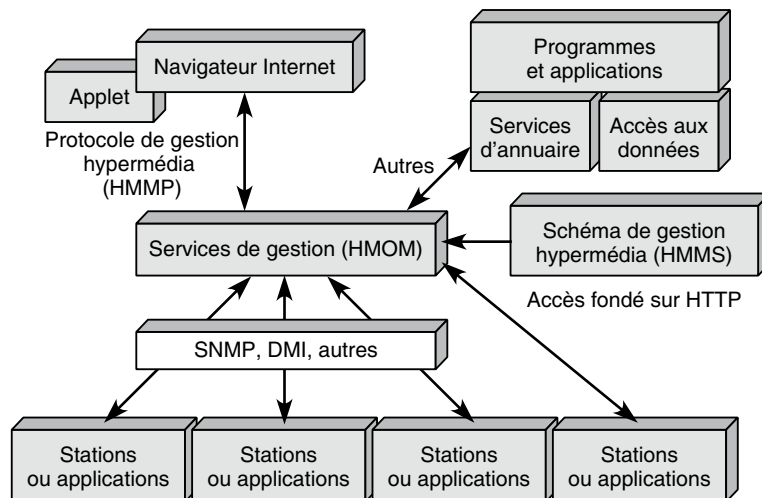 Navigateur Internet
Applet
Protocole de gestion
hypermédia
(HMMP)
Programmes
et applications
Services
d'annuaire
Accès aux
données
Autres
Services de gestion (HMOM)
Schéma de gestion
hypermédia (HMMS)
Accès fondé sur HTTP
SNMP, DMI, autres
Stations
ou applications
Stations
ou applications
Stations
ou applications
Stations
ou applications